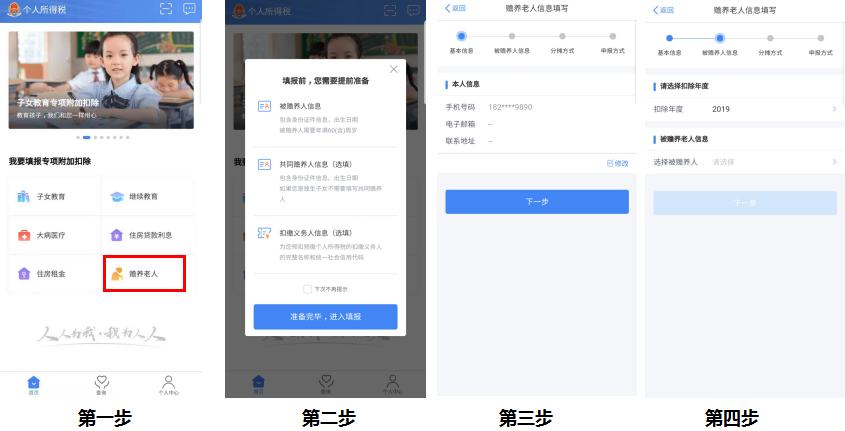 个人所得税
子女教育专项附加扣除
教育孩子，我们和您一样用心
我要填报专项附加扣除
子女教育
继续教育
大病医疗
住房贷款利息
住房租金
赡养老人
人人为我·我为人人
首页
查询
个人中心
第一步
个人所得税
填报前，您需要提前准备
被赡养人信息
包含身份证件信息、出生日期
被赡养人需要年满60(含)周岁
共同赡养人信息（选填）
包含身份证件信息、出生日期
如果您是独生子女不需要填写共同赡养
人
扣缴义务人信息（选填）
为您预扣预缴个人所得税的扣缴义务人
的完整名称和统一社会信用代码
下次不再提示
准备完毕，进入填报
首页
查询
个人中心
第二步
返回
赡养老人信息填写
基本信息
被赡养人信息
分摊方式
申报方式
本人信息
手机号码 182****9890
电子邮箱 --
联系地址 --
修改
下一步
第三步
返回
赡养老人信息填写
基本信息
被赡养人信息
分摊方式
申报方式
请选择扣除年度
扣除年度 2019
被赡养老人信息
选择被赡养人 请选择
下一步
第四步